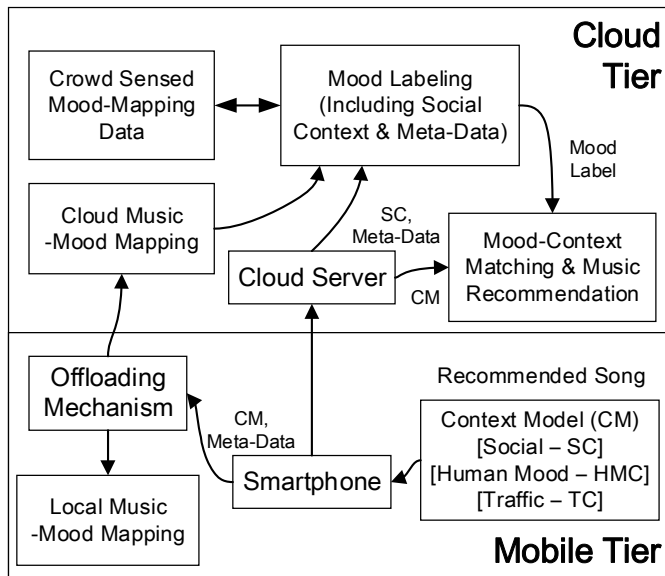 Cloud
Tier
Crowd Sensed
Mood-Mapping
Data
Mood Labeling
(Including Social
Context & Meta-Data)
Mood
Label
Cloud Music
-Mood Mapping
SC,
Meta-Data
Cloud Server
CM
Mood-Context
Matching & Music
Recommendation
Offloading
Mechanism
CM,
Meta-Data
Recommended Song
Context Model (CM)
[Social – SC]
[Human Mood – HMC]
[Traffic – TC]
Smartphone
Local Music
-Mood Mapping
Mobile Tier